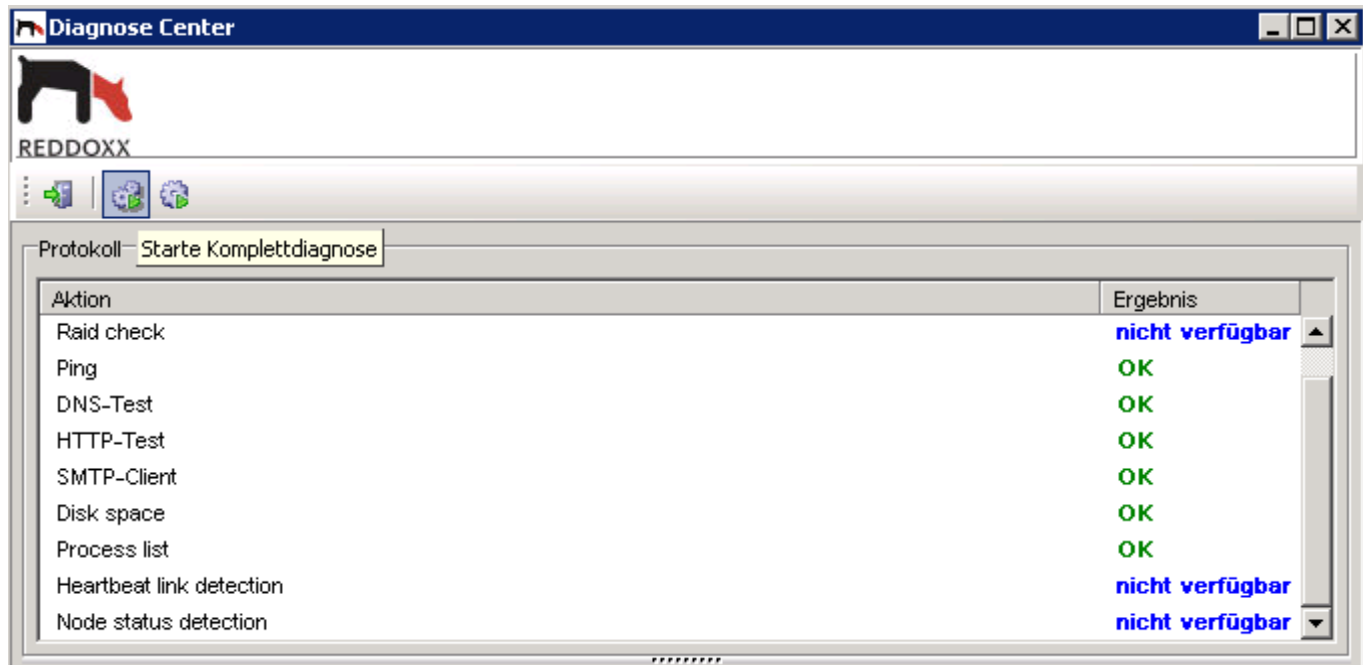 Diagnose Center
REDDOXX
Protokoll Starte Komplettdiagnose
Aktion Ergebnis
Raid check nicht verfügbar
Ping OK
DNS-Test OK
HTTP-Test OK
SMTP-Client OK
Disk space OK
Process list OK
Heartbeat link detection nicht verfügbar
Node status detection nicht verfügbar